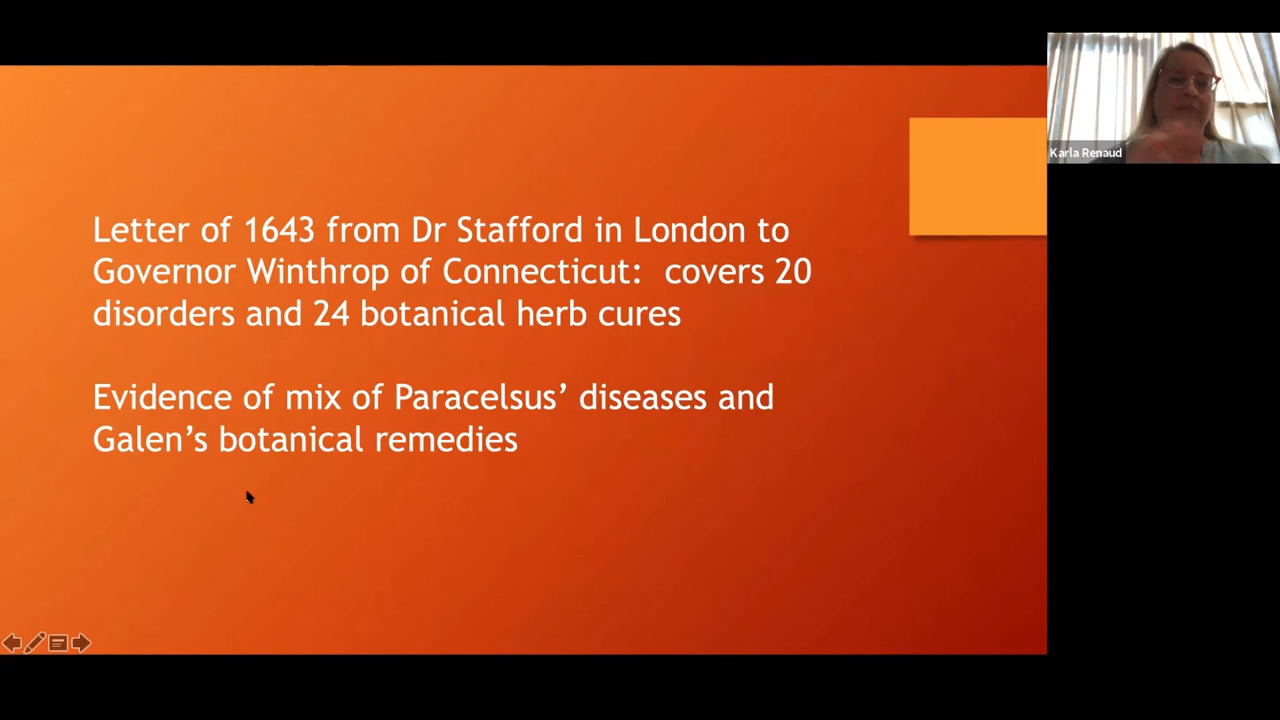 Karla Renaud
Letter of 1643 from Dr Stafford in London to
Governor Winthrop of Connecticut:  covers 20
disorders and 24 botanical herb cures
Evidence of mix of Paracelsus’ diseases and
Galen’s botanical remedies